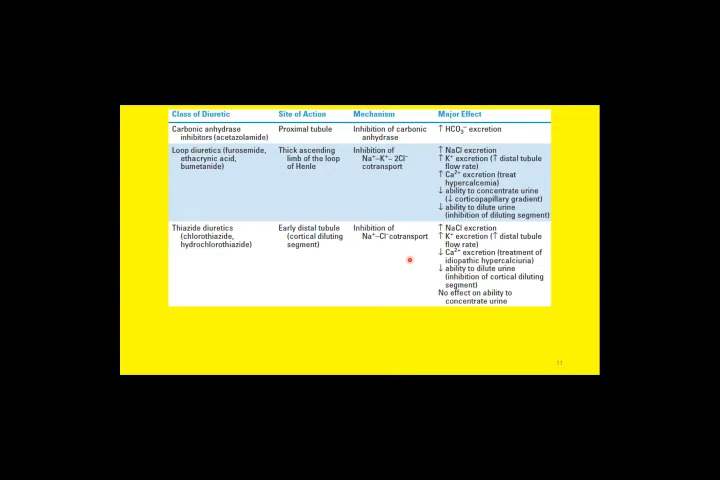 Class of Diuretic Site of Action Mechanism Major Effect
Carbonic anhydrase inhibitors (acetazolamide)
Proximal tubule
Inhibition of carbonic anhydrase
↑ HCO₃⁻ excretion
Loop diuretics (furosemide,
ethacrynic acid,
bumetanide)
Thick ascending
limb of the loop
of Henle
Inhibition of
Na⁺–K⁺– 2Cl⁻
cotransport
↑ NaCl excretion
↑ K⁺ excretion (↑ distal tubule
flow rate)
↑ Ca²⁺ excretion (treat
hypercalcemia)
↓ ability to concentrate urine
(↓ corticopapillary gradient)
↓ ability to dilute urine
(inhibition of diluting segment)
Thiazide diuretics
(chlorothiazide,
hydrochlorothiazide)
Early distal tubule
(cortical diluting
segment)
Inhibition of
Na⁺–Cl⁻cotransport
↑ NaCl excretion
↑ K⁺ excretion (↑ distal tubule
flow rate)
↓ Ca²⁺ excretion (treatment of
idiopathic hypercalciuria)
↓ ability to dilute urine
(inhibition of cortical diluting
segment)
No effect on ability to
concentrate urine